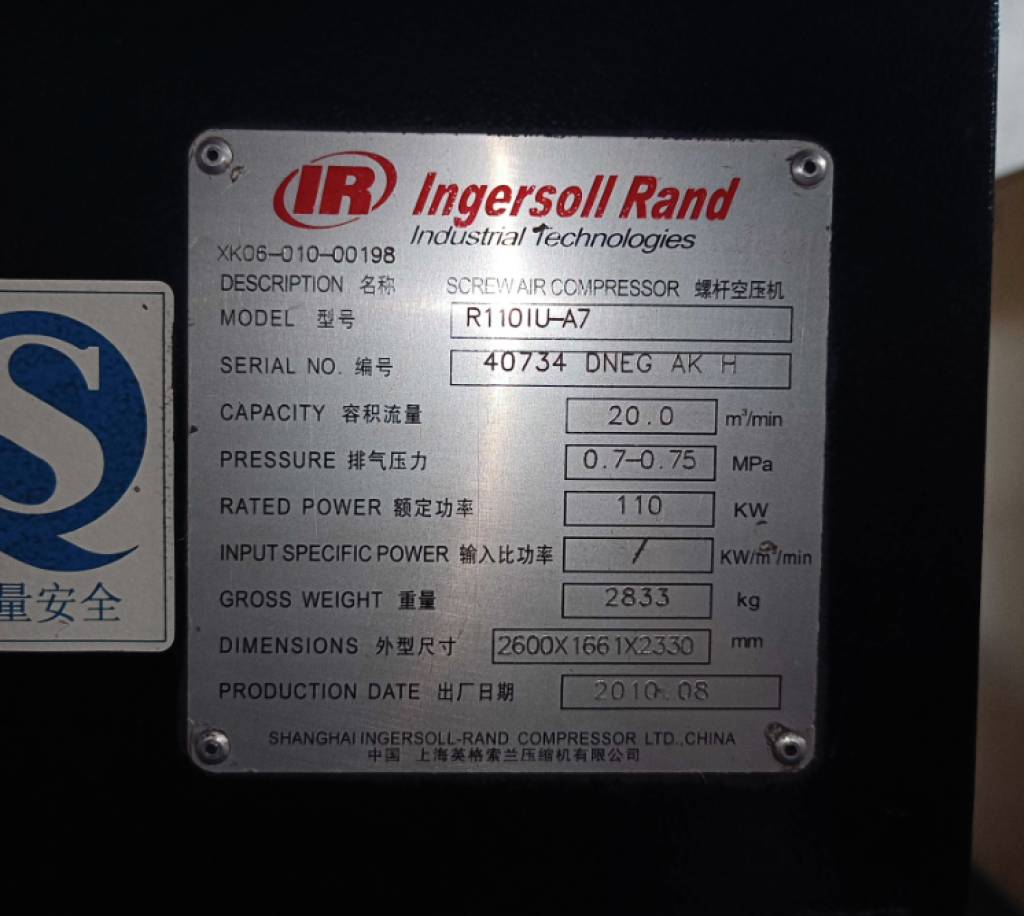 IR Ingersoll Rand
Industrial Technologies
XK06-010-00198
DESCRIPTION 名称 SCREW AIR COMPRESSOR 螺杆空压机
MODEL 型号 R110IU-A7
SERIAL NO. 编号 40734 DNEG AK H
CAPACITY 容积流量 20.0 m³/min
PRESSURE 排气压力 0.7-0.75 MPa
RATED POWER 额定功率 110 KW
INPUT SPECIFIC POWER 输入比功率 / KW/m³/min
GROSS WEIGHT 重量 2833 kg
DIMENSIONS 外型尺寸 2600X1661X2330 mm
PRODUCTION DATE 出厂日期 2010.08
SHANGHAI INGERSOLL-RAND COMPRESSOR LTD.,CHINA
中国 上海英格索兰压缩机有限公司
S
量安全